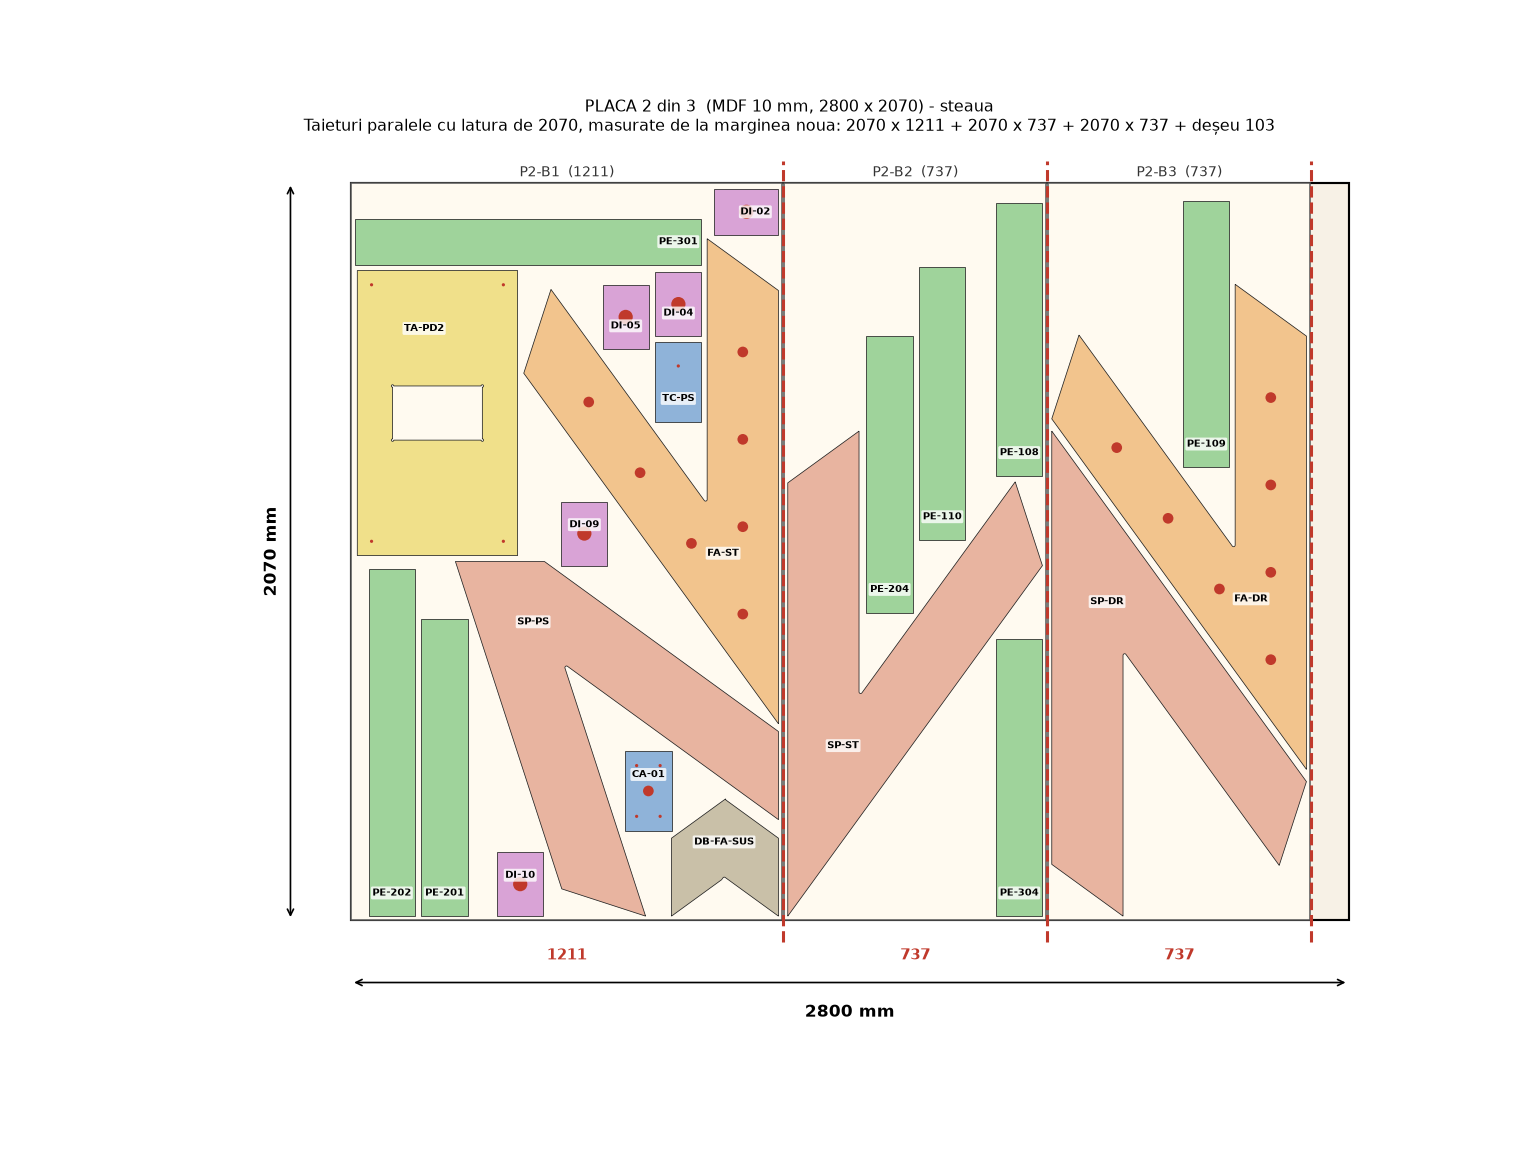 PLACA 2 din 3  (MDF 10 mm, 2800 x 2070) - steaua
Taieturi paralele cu latura de 2070, masurate de la marginea noua: 2070 x 1211 + 2070 x 737 + 2070 x 737 + deșeu 103
P2-B1  (1211)
P2-B2  (737)
P2-B3  (737)
DI-02
PE-301
DI-04
DI-05
TA-PD2
TC-PS
PE-109
PE-108
PE-110
DI-09
FA-ST
PE-204
FA-DR
SP-DR
SP-PS
SP-ST
CA-01
DB-FA-SUS
DI-10
PE-202
PE-201
PE-304
2070 mm
1211
737
737
2800 mm